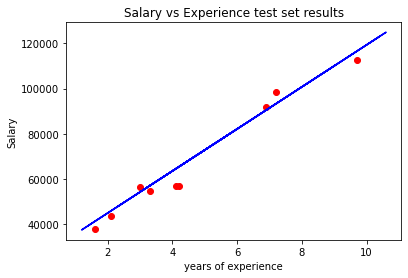 Salary vs Experience test set results
120000
100000
80000
60000
40000
Salary
2 4 6 8 10
years of experience